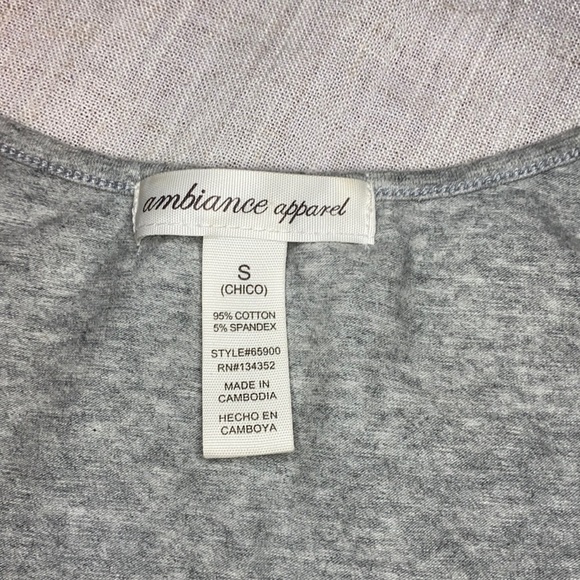 ambiance apparel
S
(CHICO)
95% COTTON
5% SPANDEX
STYLE#65900
RN#134352
MADE IN
CAMBODIA
HECHO EN
CAMBOYA